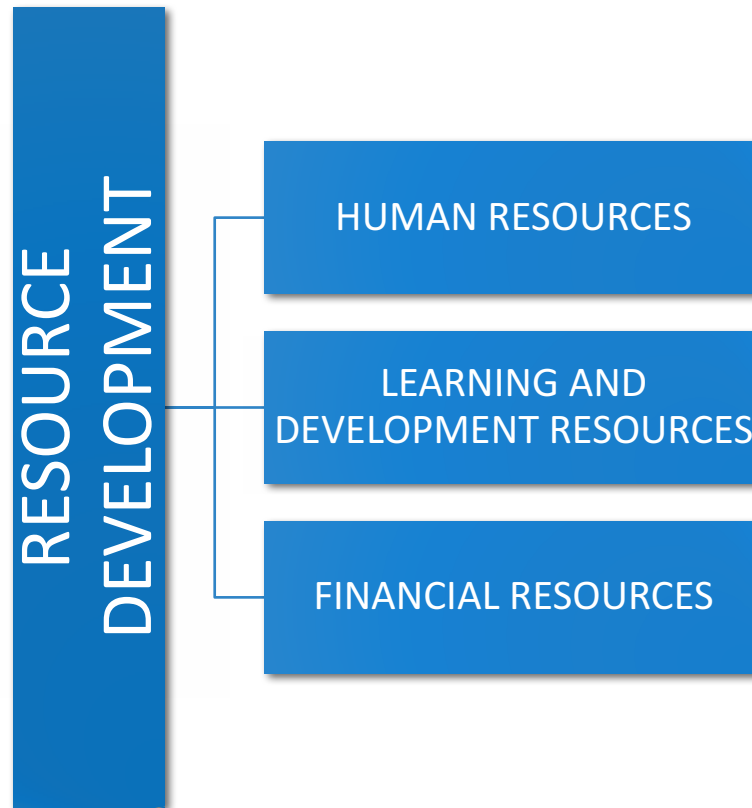 RESOURCE
DEVELOPMENT
HUMAN RESOURCES
LEARNING AND
DEVELOPMENT RESOURCES
FINANCIAL RESOURCES